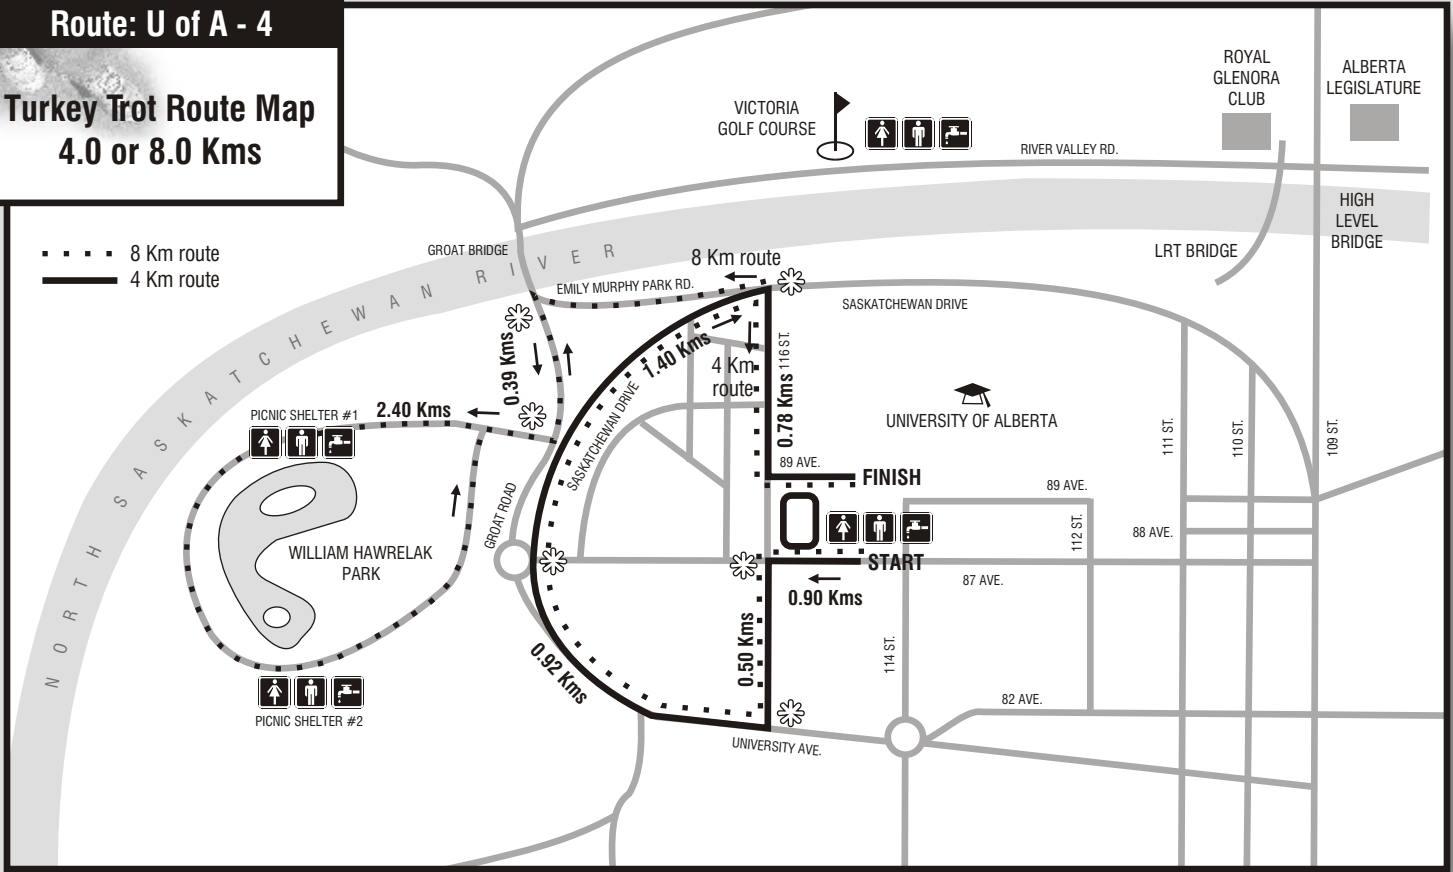 Route: U of A - 4
Turkey Trot Route Map
4.0 or 8.0 Kms
8 Km route
4 Km route
ROYAL
GLENORA
CLUB
ALBERTA
LEGISLATURE
VICTORIA
GOLF COURSE
RIVER VALLEY RD.
HIGH
LEVEL
BRIDGE
LRT BRIDGE
GROAT BRIDGE
NORTH SASKATCHEWAN RIVER
8 Km route
EMILY MURPHY PARK RD.
SASKATCHEWAN DRIVE
0.39 Kms
1.40 Kms
116 ST.
4 Km
route
0.78 Kms
SASKATCHEWAN DRIVE
UNIVERSITY OF ALBERTA
111 ST.
110 ST.
109 ST.
PICNIC SHELTER #1
2.40 Kms
89 AVE.
FINISH
89 AVE.
GROAT ROAD
112 ST.
88 AVE.
WILLIAM HAWRELAK
PARK
START
87 AVE.
0.90 Kms
0.50 Kms
114 ST.
0.92 Kms
82 AVE.
PICNIC SHELTER #2
UNIVERSITY AVE.